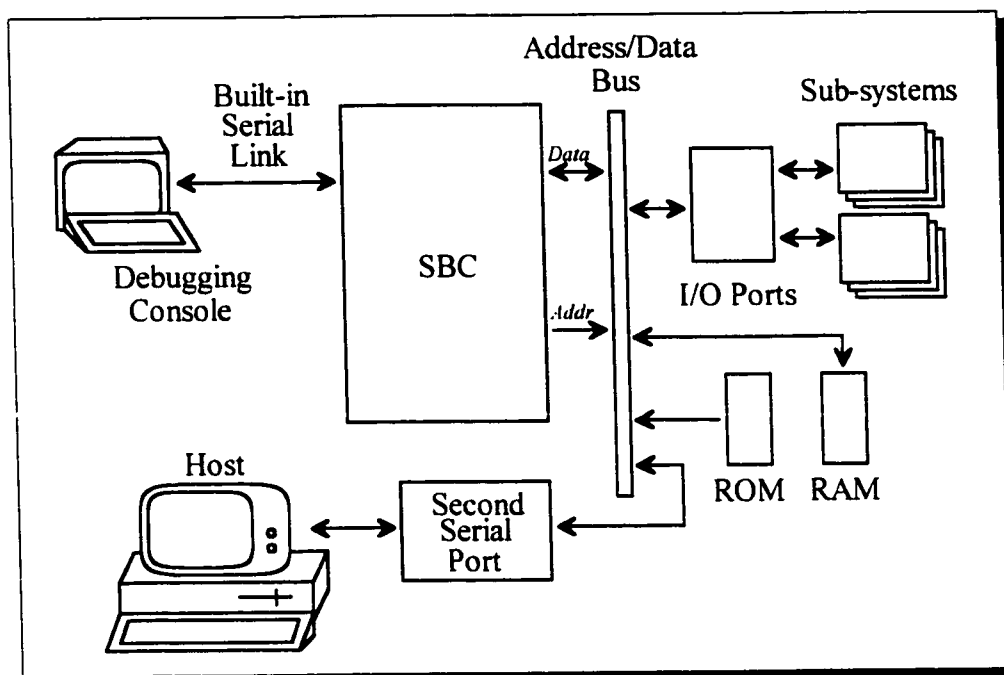 Address/Data
Bus
Sub-systems
Built-in
Serial
Link
Data
SBC
Debugging
Console
I/O Ports
Addr
Host
Second
Serial
Port
ROM
RAM